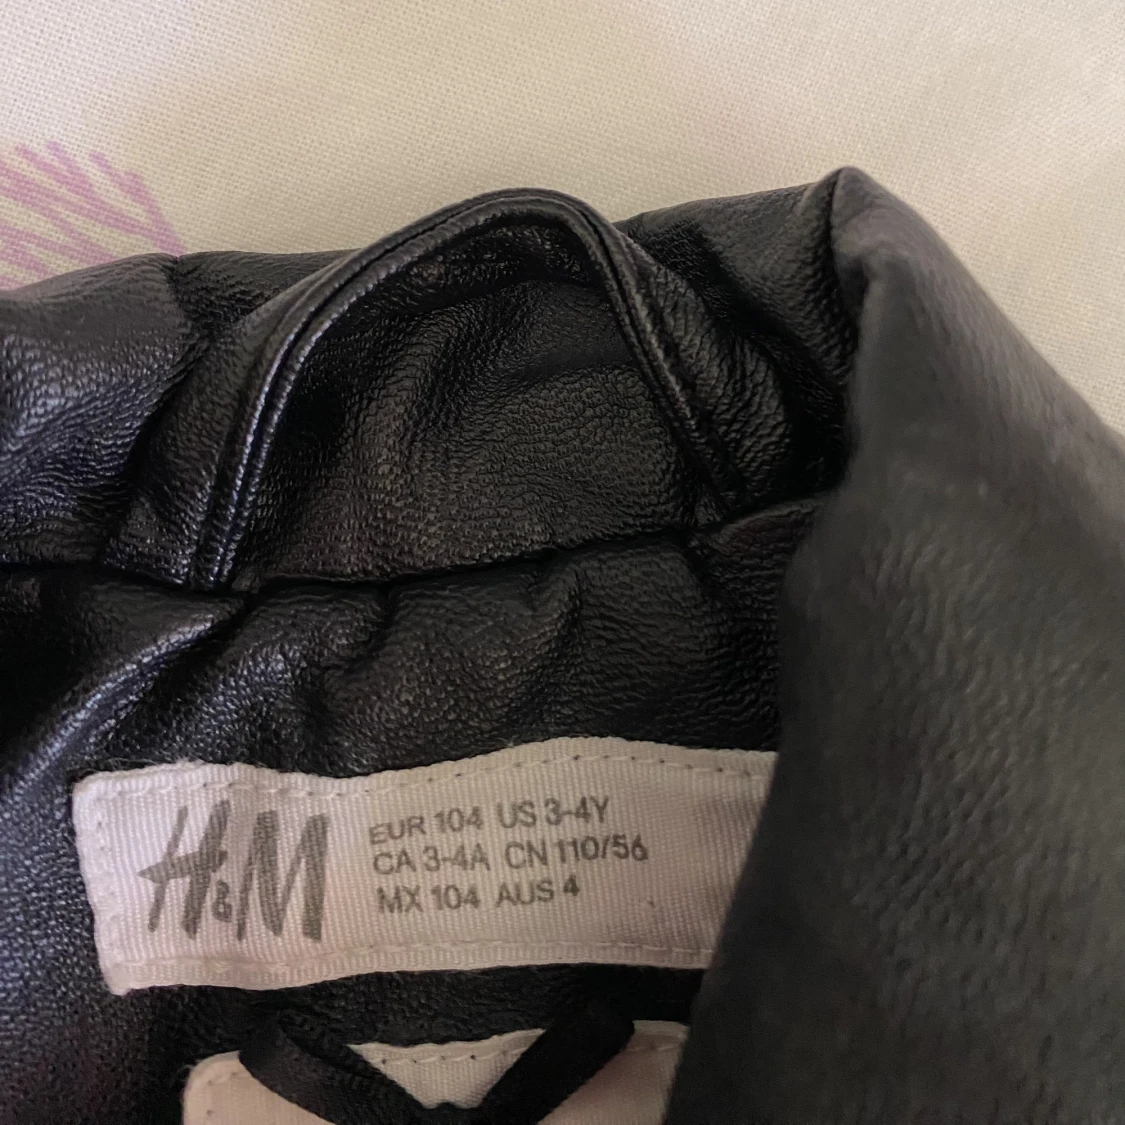 H&M
EUR 104 US 3-4Y
CA 3-4A CN 110/56
MX 104 AUS 4